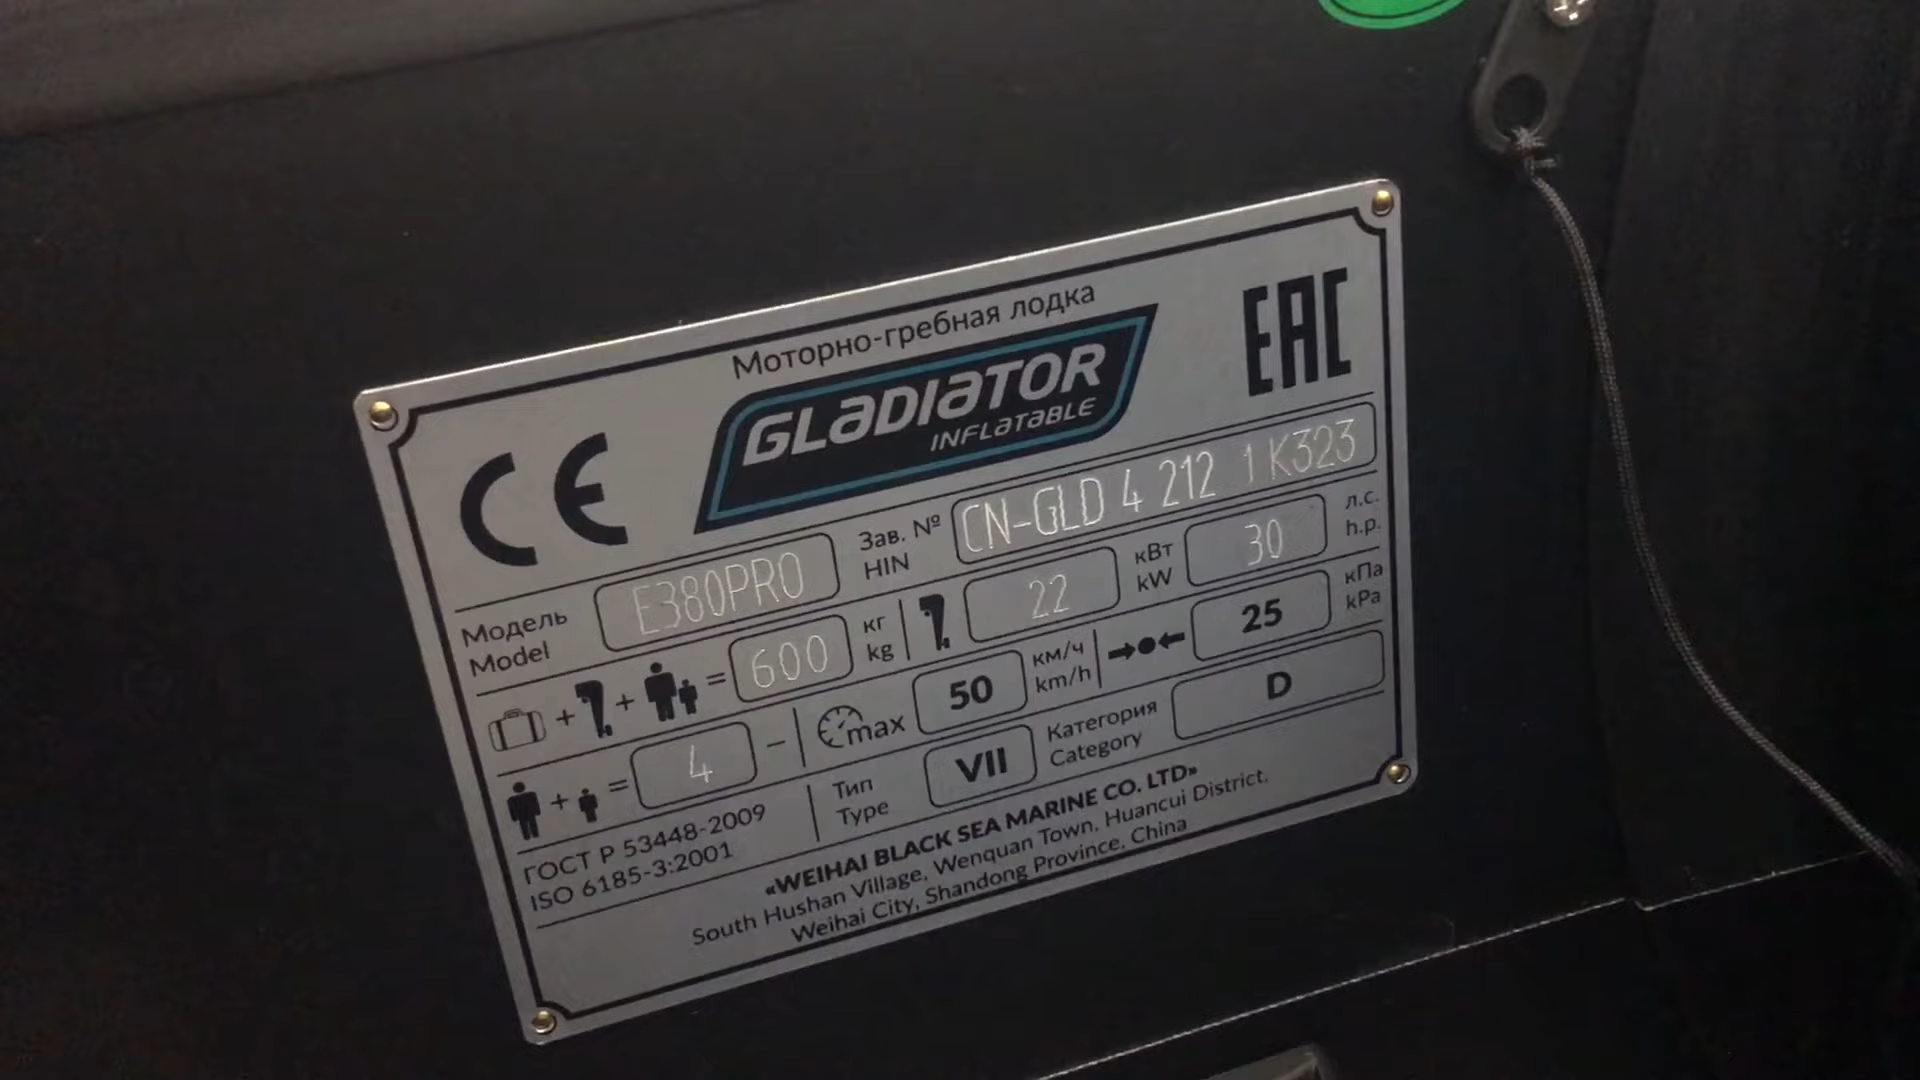 Моторно-гребная лодка
GLADIATOR
INFLATABLE
CE
EAC
Модель
Model
E380PRO
Зав. №
HIN
CN-GLD 4 212 1 K323
+ + = 600 кг
kg
22 кВт
kW
30 л.с.
h.p.
+ = 4 -
max 50 км/ч
km/h
25 кПа
kPa
ГОСТ Р 53448-2009
ISO 6185-3:2001
Тип
Type
VII
Категория
Category
D
«WEIHAI BLACK SEA MARINE CO. LTD»
South Hushan Village, Wenquan Town, Huancui District.
Weihai City, Shandong Province, China